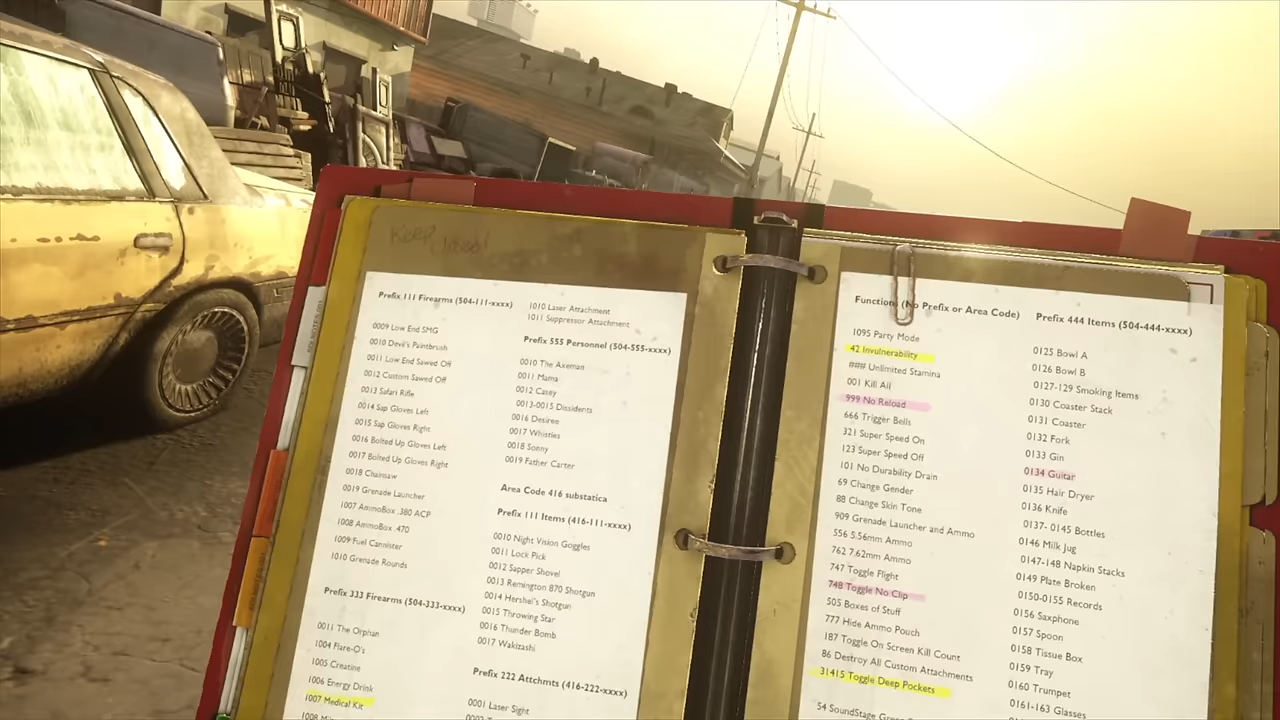 Keep
Prefix 111 Firearms (504-111-xxxx)
0009 Low End SMG
0010 Devil's Paintbrush
0011 Low End Sawed Off
0012 Custom Sawed Off
0013 Safari Rifle
0014 Sap Gloves Left
0015 Sap Gloves Right
0016 Bolted Up Gloves Left
0017 Bolted Up Gloves Right
0018 Chainsaw
0019 Grenade Launcher
1007 AmmoBox .380 ACP
1008 AmmoBox .470
1009 Fuel Cannister
1010 Grenade Rounds
Prefix 333 Firearms (504-333-xxxx)
0011 The Orphan
1004 Flare-O's
1005 Creatine
1006 Energy Drink
1007 Medical Kit
1010 Laser Attachment
1011 Suppressor Attachment
Prefix 555 Personnel (504-555-xxxx)
0010 The Axeman
0011 Mama
0012 Casey
0013-0015 Dissidents
0016 Desiree
0017 Whistles
0018 Sonny
0019 Father Carter
Area Code 416 substatica
Prefix 111 Items (416-111-xxxx)
0010 Night Vision Goggles
0011 Lock Pick
0012 Sapper Shovel
0013 Remington 870 Shotgun
0014 Hershel's Shotgun
0015 Throwing Star
0016 Thunder Bomb
0017 Wakizashi
Prefix 222 Attchmts (416-222-xxxx)
0001 Laser Sight
Functions (No Prefix or Area Code)
1095 Party Mode
42 Invulnerability
### Unlimited Stamina
001 Kill All
999 No Reload
666 Trigger Bells
321 Super Speed On
123 Super Speed Off
101 No Durability Drain
69 Change Gender
88 Change Skin Tone
909 Grenade Launcher and Ammo
556 5.56mm Ammo
762 7.62mm Ammo
747 Toggle Flight
748 Toggle No Clip
505 Boxes of Stuff
777 Hide Ammo Pouch
187 Toggle On Screen Kill Count
86 Destroy All Custom Attachments
31415 Toggle Deep Pockets
54 SoundStage Green
Prefix 444 Items (504-444-xxxx)
0125 Bowl A
0126 Bowl B
0127-129 Smoking Items
0130 Coaster Stack
0131 Coaster
0132 Fork
0133 Gin
0134 Guitar
0135 Hair Dryer
0136 Knife
0137- 0145 Bottles
0146 Milk Jug
0147-148 Napkin Stacks
0149 Plate Broken
0150-0155 Records
0156 Saxphone
0157 Spoon
0158 Tissue Box
0159 Tray
0160 Trumpet
0161-163 Glasses